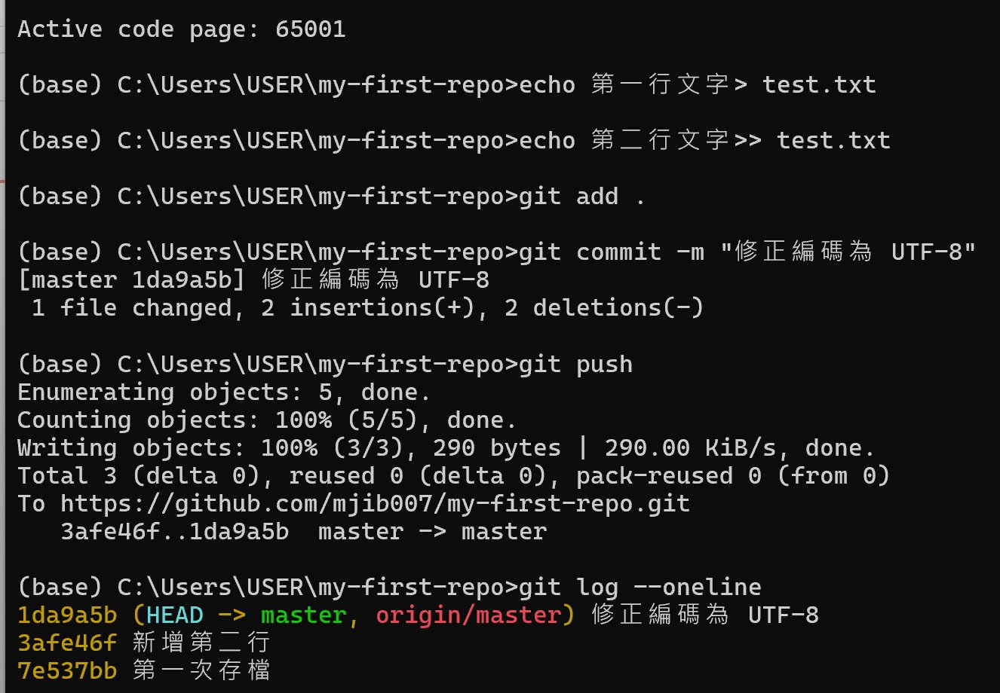 Active code page: 65001
(base) C:\Users\USER\my-first-repo>echo 第一行文字> test.txt
(base) C:\Users\USER\my-first-repo>echo 第二行文字>> test.txt
(base) C:\Users\USER\my-first-repo>git add .
(base) C:\Users\USER\my-first-repo>git commit -m "修正編碼為 UTF-8"
[master 1da9a5b] 修正編碼為 UTF-8
 1 file changed, 2 insertions(+), 2 deletions(-)
(base) C:\Users\USER\my-first-repo>git push
Enumerating objects: 5, done.
Counting objects: 100% (5/5), done.
Writing objects: 100% (3/3), 290 bytes | 290.00 KiB/s, done.
Total 3 (delta 0), reused 0 (delta 0), pack-reused 0 (from 0)
To https://github.com/mjib007/my-first-repo.git
   3afe46f..1da9a5b  master -> master
(base) C:\Users\USER\my-first-repo>git log --oneline
1da9a5b (HEAD -> master, origin/master) 修正編碼為 UTF-8
3afe46f 新增第二行
7e537bb 第一次存檔